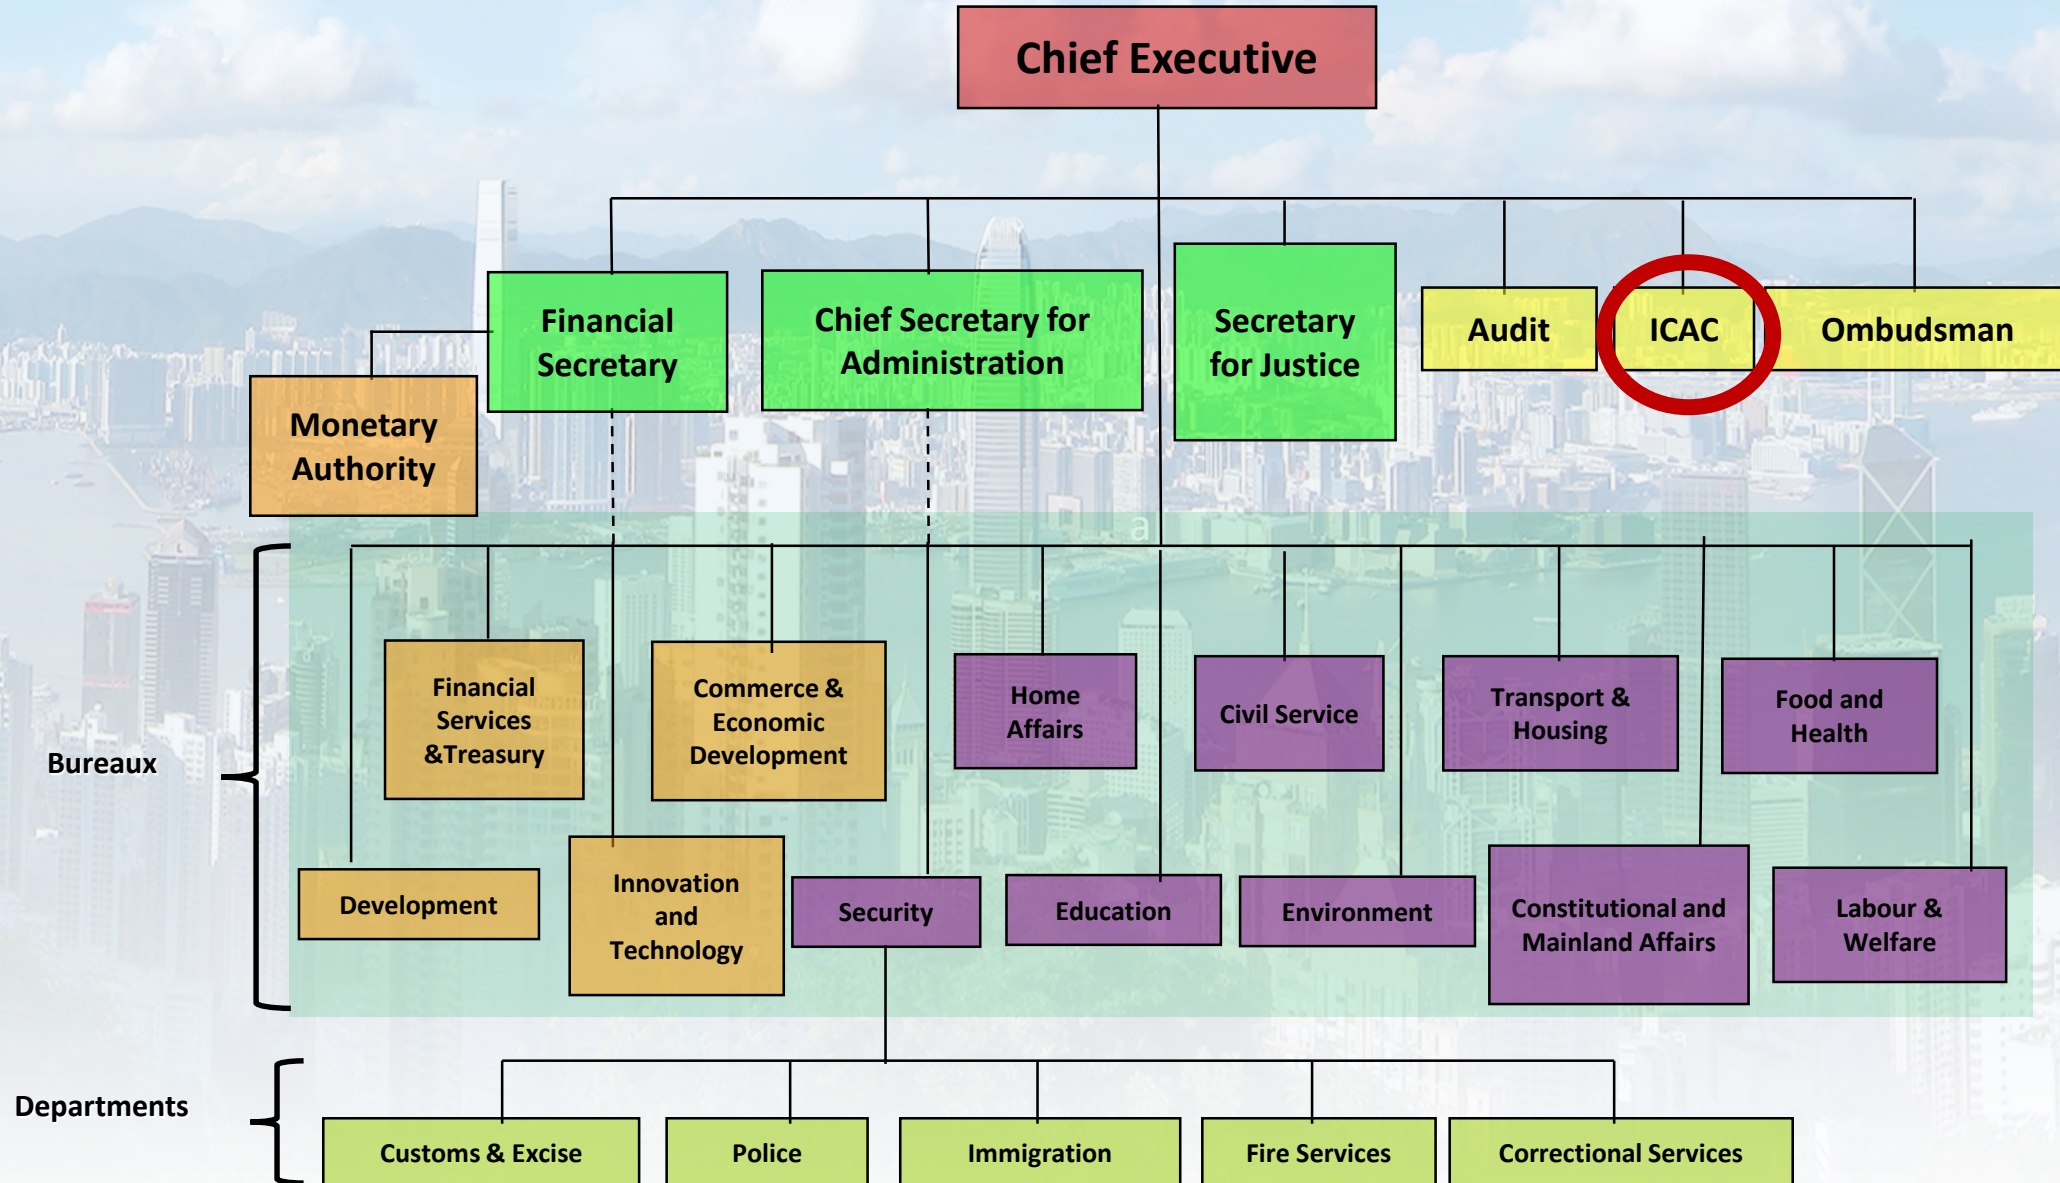 Chief Executive
Financial
Secretary
Chief Secretary for
Administration
Secretary
for Justice
Audit
ICAC
Ombudsman
Monetary
Authority
a
Bureaux
Financial
Services
&Treasury
Commerce &
Economic
Development
Home
Affairs
Civil Service
Transport &
Housing
Food and
Health
Development
Innovation
and
Technology
Security
Education
Environment
Constitutional and
Mainland Affairs
Labour &
Welfare
Departments
Customs & Excise
Police
Immigration
Fire Services
Correctional Services